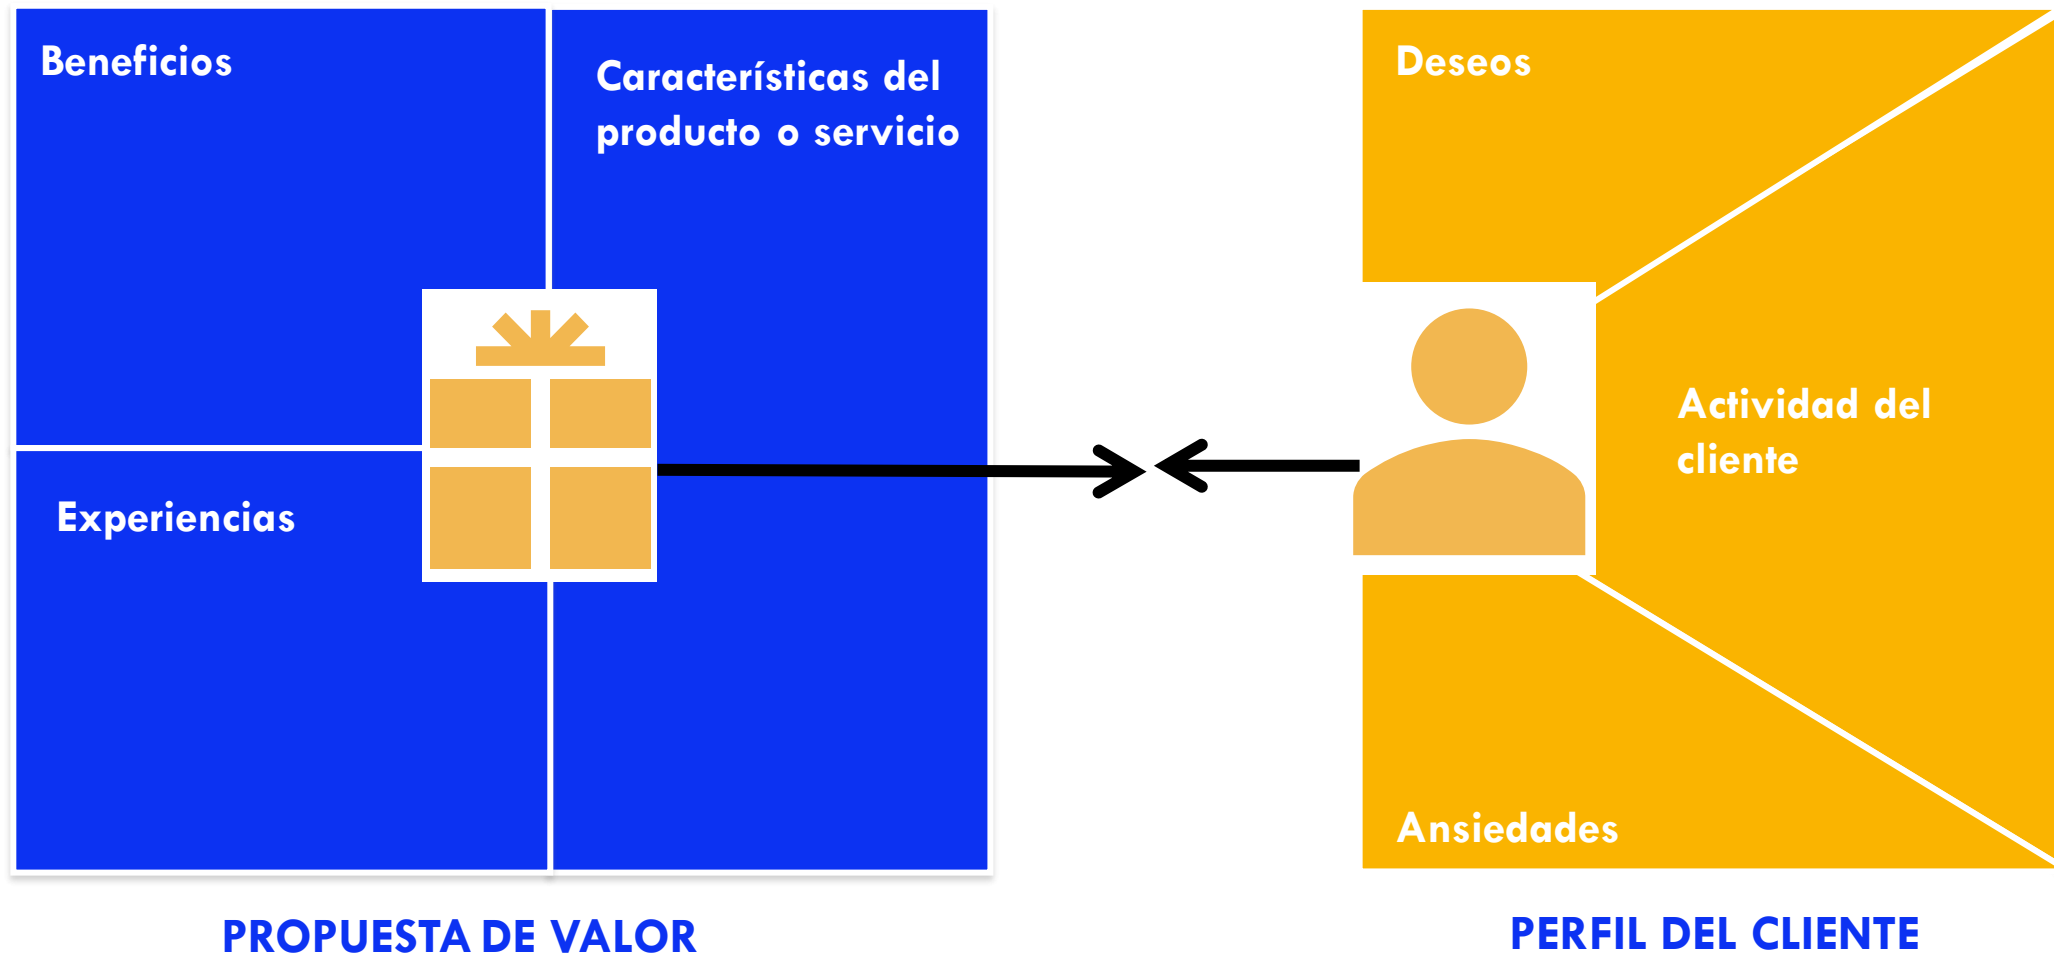 Beneficios
Características del
producto o servicio
Experiencias
PROPUESTA DE VALOR
Deseos
Actividad del
cliente
Ansiedades
PERFIL DEL CLIENTE